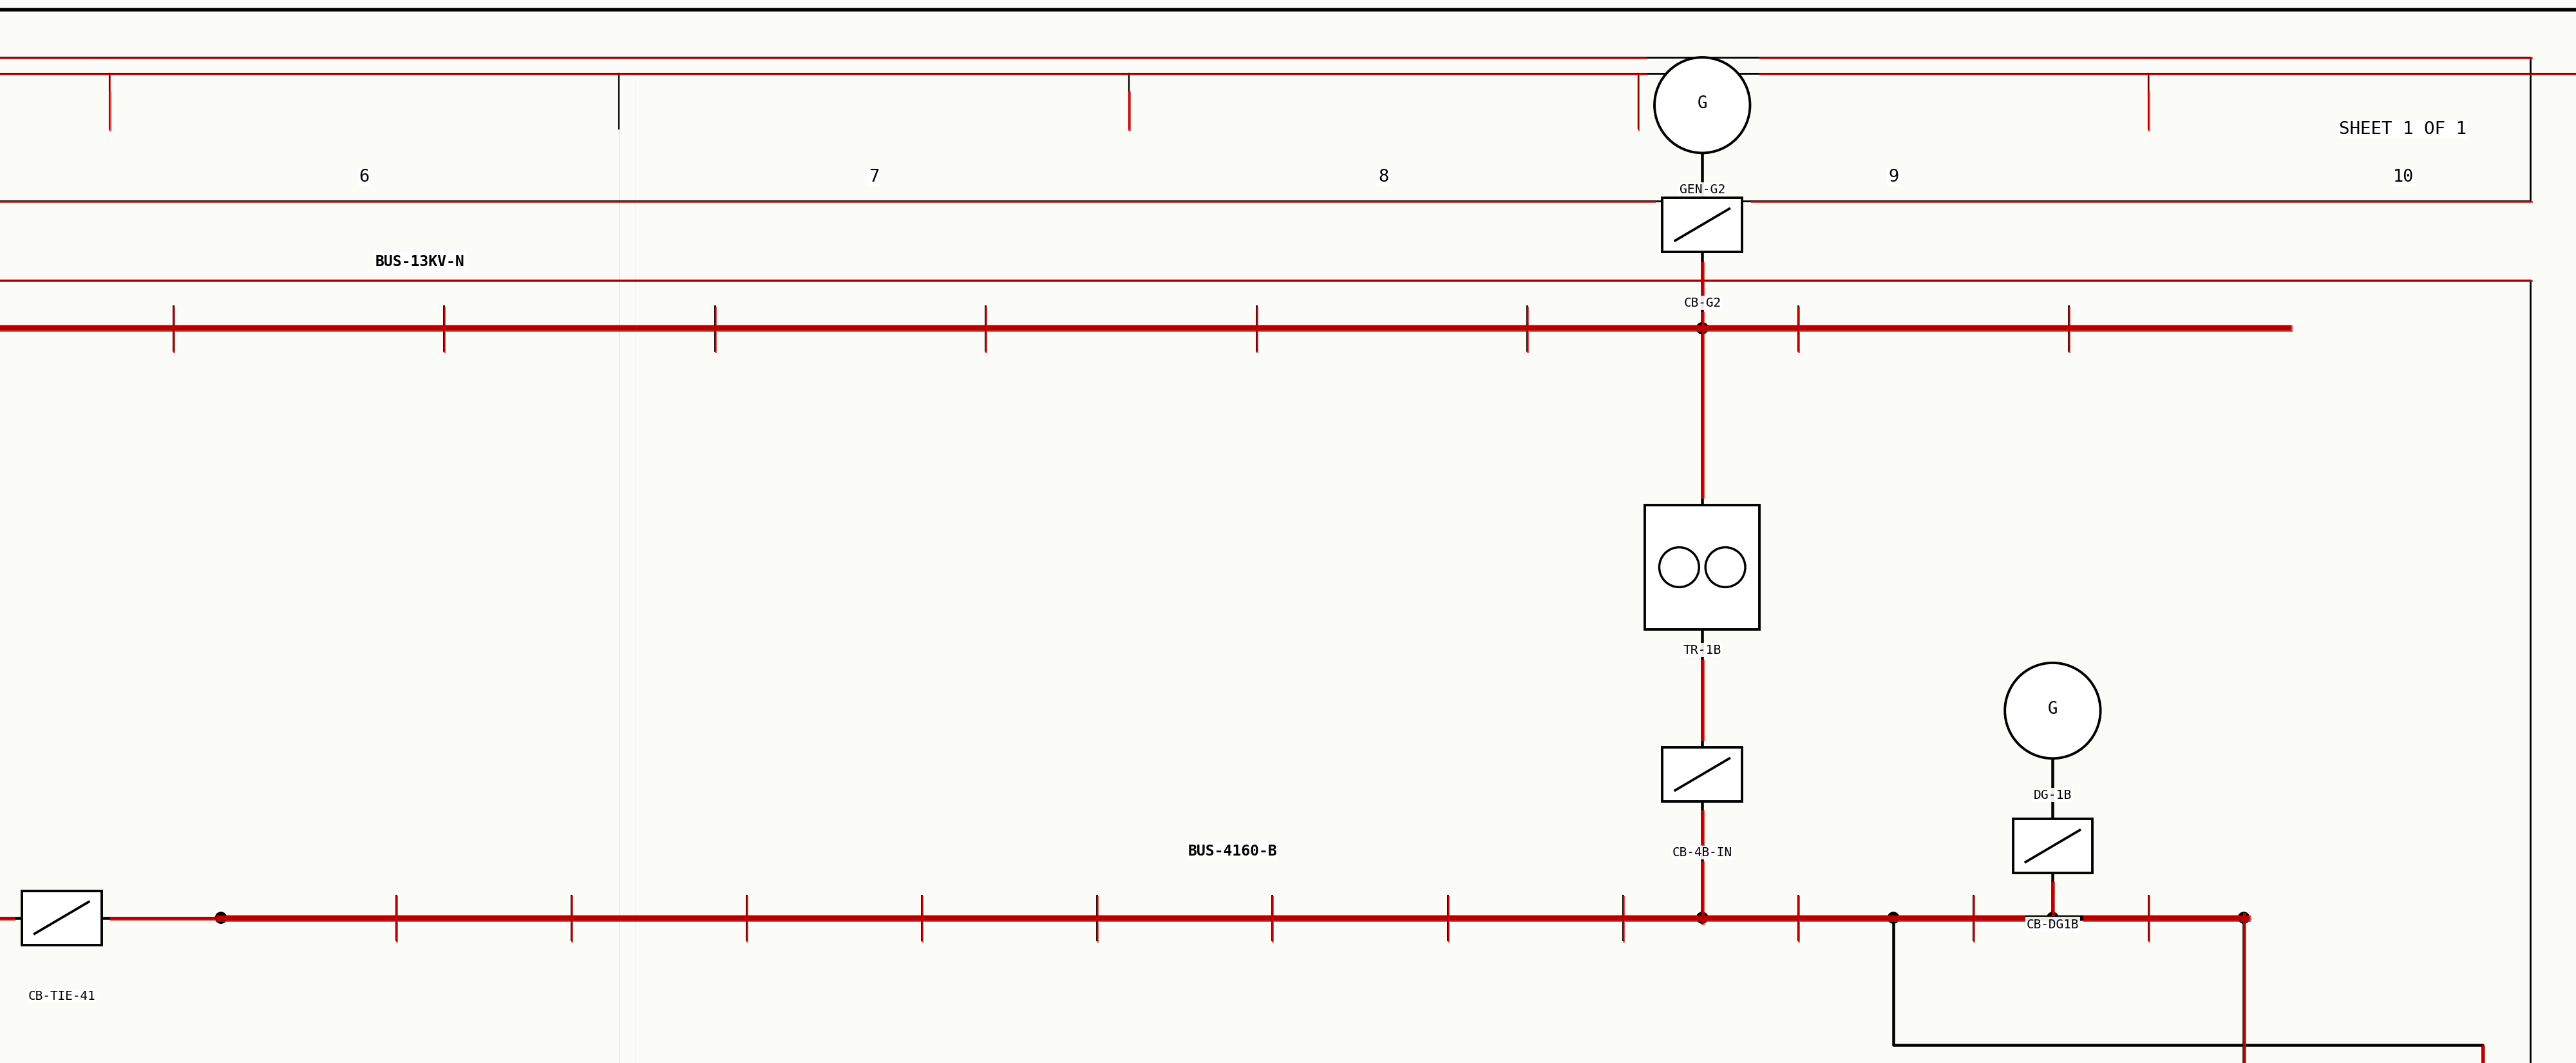 G
SHEET 1 OF 1
6 7 8 9 10
GEN-G2
BUS-13KV-N
CB-G2
TR-1B
G
DG-1B
BUS-4160-B
CB-4B-IN
CB-DG1B
CB-TIE-41